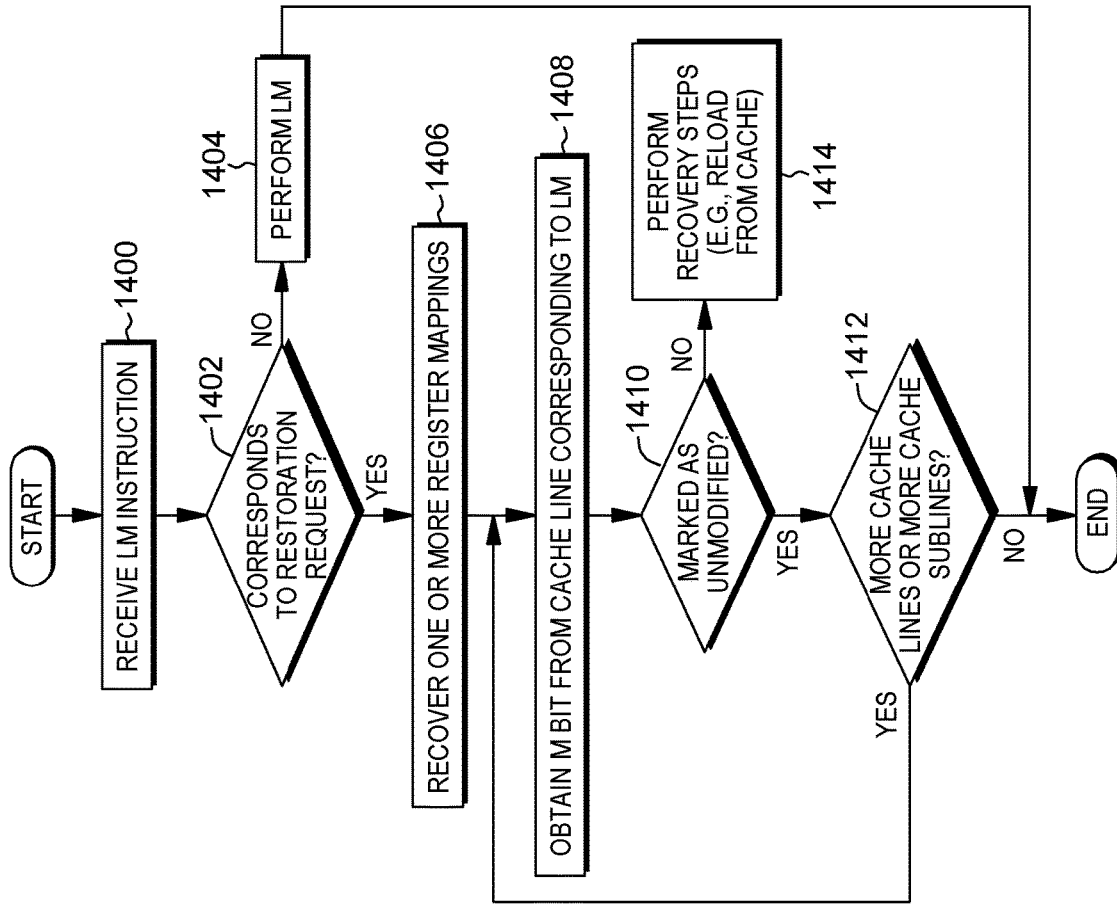 START
RECEIVE LM INSTRUCTION
1400
CORRESPONDS
TO RESTORATION
REQUEST?
1402
NO
PERFORM LM
1404
YES
RECOVER ONE OR MORE REGISTER MAPPINGS
1406
OBTAIN M BIT FROM CACHE LINE CORRESPONDING TO LM
1408
MARKED AS
UNMODIFIED?
1410
NO
PERFORM
RECOVERY STEPS
(E.G., RELOAD
FROM CACHE)
1414
YES
MORE CACHE
LINES OR MORE CACHE
SUBLINES?
1412
YES
NO
END